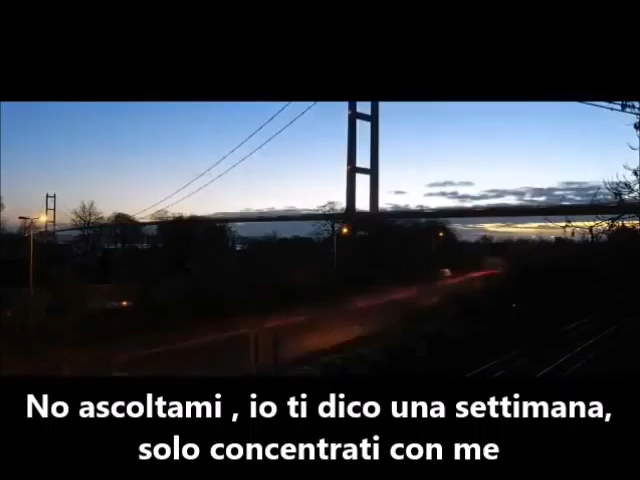 No ascoltami , io ti dico una settimana,
solo concentrati con me